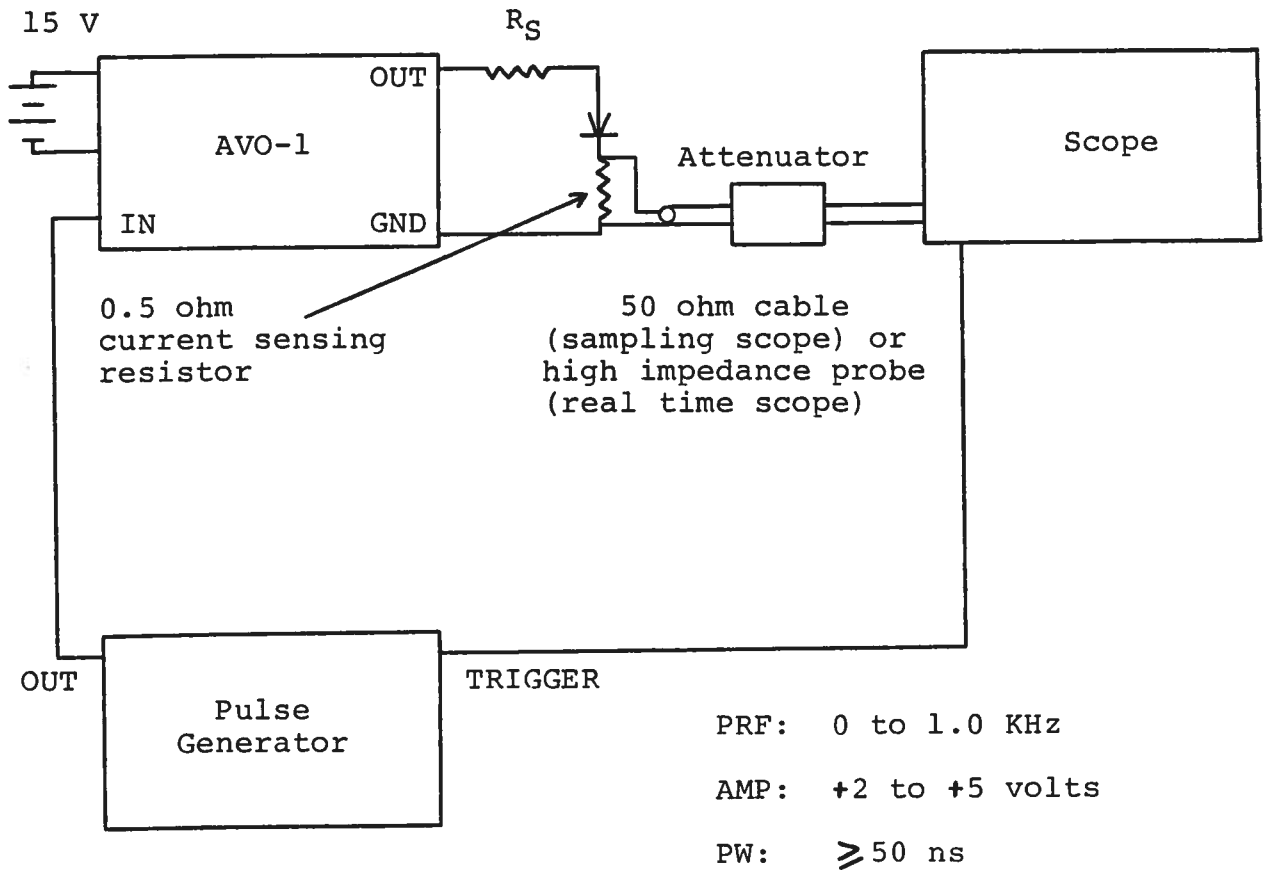 15 V
R_S
OUT
AVO-1
IN
GND
Attenuator
Scope
0.5 ohm
current sensing
resistor
50 ohm cable
(sampling scope) or
high impedance probe
(real time scope)
OUT
TRIGGER
Pulse
Generator
PRF: 0 to 1.0 KHz
AMP: +2 to +5 volts
PW: ⩾ 50 ns